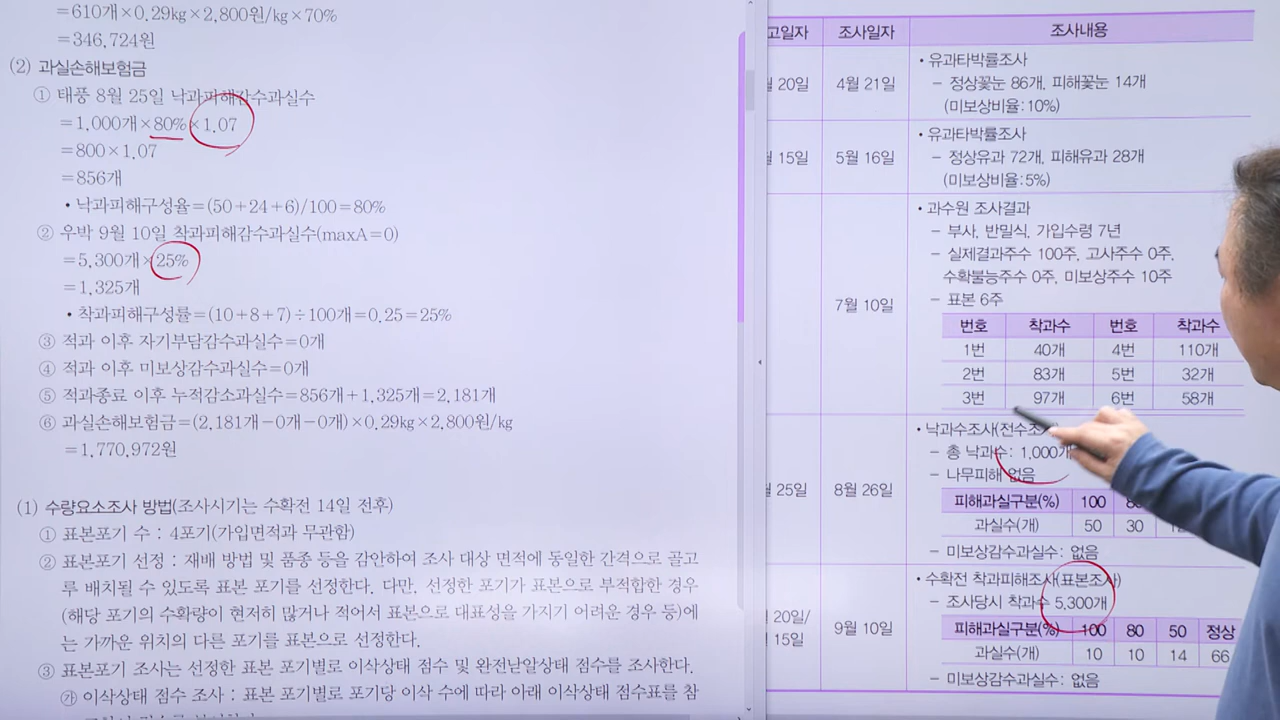 =610개×0.29kg×2,800원/kg×70%
=346,724원
(2) 과실손해보험금
① 태풍 8월 25일 낙과피해감수과실수
=1,000개×80%×1.07
=800×1.07
=856개
• 낙과피해구성율=(50+24+6)/100=80%
② 우박 9월 10일 착과피해감수과실수(maxA=0)
=5,300개×25%
=1,325개
• 착과피해구성률=(10+8+7)÷100개=0.25=25%
③ 적과 이후 자기부담감수과실수=0개
④ 적과 이후 미보상감수과실수=0개
⑤ 적과종료 이후 누적감소과실수=856개+1,325개=2,181개
⑥ 과실손해보험금=(2,181개-0개-0개)×0.29kg×2,800원/kg
=1,770,972원
(1) 수량요소조사 방법(조사시기는 수확전 14일 전후)
① 표본포기 수 : 4포기(가입면적과 무관함)
② 표본포기 선정 : 재배 방법 및 품종 등을 감안하여 조사 대상 면적에 동일한 간격으로 골고
루 배치될 수 있도록 표본 포기를 선정한다. 다만, 선정한 포기가 표본으로 부적합한 경우
(해당 포기의 수확량이 현저히 많거나 적어서 표본으로 대표성을 가지기 어려운 경우 등)에
는 가까운 위치의 다른 포기를 표본으로 선정한다.
③ 표본포기 조사는 선정한 표본 포기별로 이삭상태 점수 및 완전낟알상태 점수를 조사한다.
㉮ 이삭상태 점수 조사 : 표본 포기별로 포기당 이삭 수에 따라 아래 이삭상태 점수표를 참
고일자 조사일자 조사내용
20일 4월 21일
• 유과타박률조사
- 정상꽃눈 86개, 피해꽃눈 14개
(미보상비율:10%)
15일 5월 16일
• 유과타박률조사
- 정상유과 72개, 피해유과 28개
(미보상비율:5%)
7월 10일
• 과수원 조사결과
- 부사, 반밀식, 가입수령 7년
- 실제결과주수 100주, 고사주수 0주,
수확불능주수 0주, 미보상주수 10주
- 표본 6주
번호 착과수 번호 착과수
1번 40개 4번 110개
2번 83개 5번 32개
3번 97개 6번 58개
25일 8월 26일
• 낙과수조사(전수조
- 총 낙과수: 1,000개
- 나무피해 없음
피해과실구분(%) 100
과실수(개) 50 30
- 미보상감수과실수: 없음
20일/
15일 9월 10일
• 수확전 착과피해조사(표본조사)
- 조사당시 착과수 5,300개
피해과실구분(%) 100 80 50 정상
과실수(개) 10 10 14 66
- 미보상감수과실수: 없음